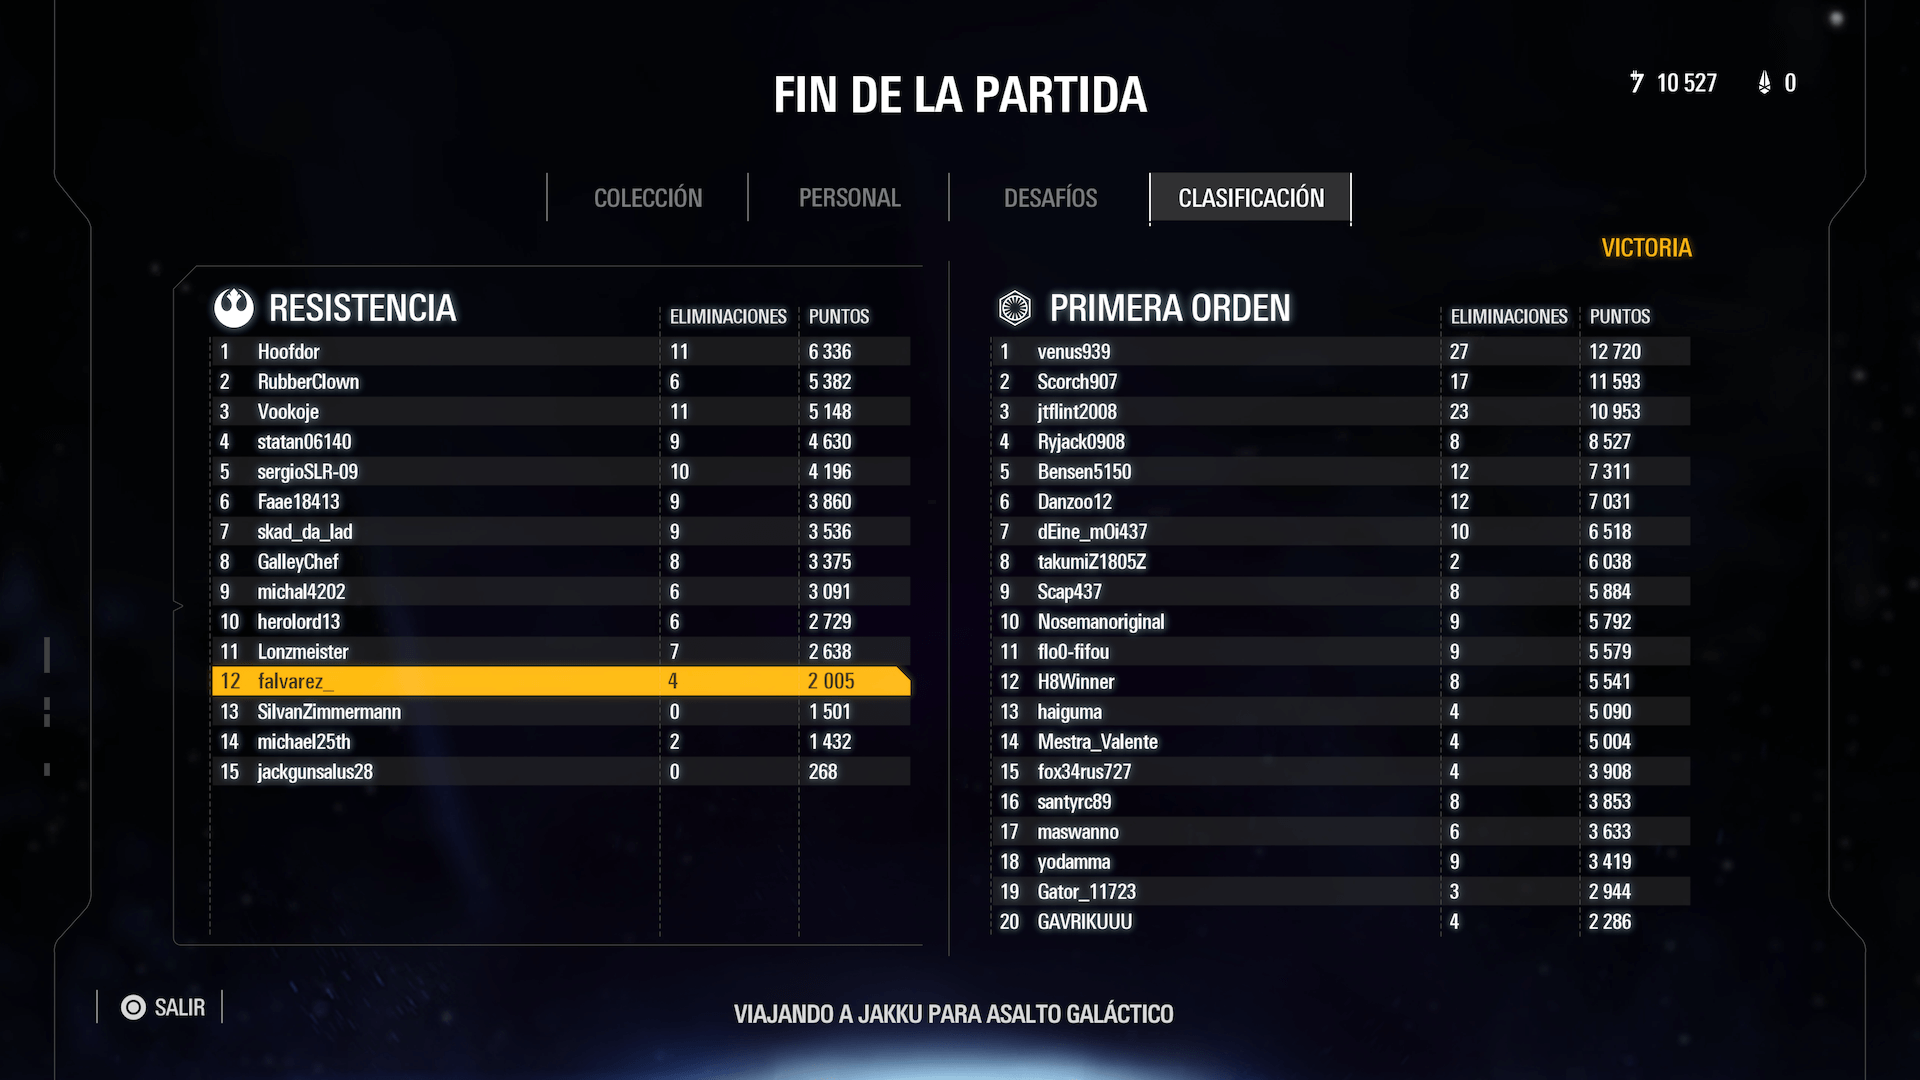 FIN DE LA PARTIDA
10 527 0
COLECCIÓN PERSONAL DESAFÍOS CLASIFICACIÓN
VICTORIA
RESISTENCIA ELIMINACIONES PUNTOS
1 Hoofdor 11 6 336
2 RubberClown 6 5 382
3 Vookoje 11 5 148
4 statan06140 9 4 630
5 sergioSLR-09 10 4 196
6 Faae18413 9 3 860
7 skad_da_lad 9 3 536
8 GalleyChef 8 3 375
9 michal4202 6 3 091
10 herolord13 6 2 729
11 Lonzmeister 7 2 638
12 falvarez_ 4 2 005
13 SilvanZimmermann 0 1 501
14 michael25th 2 1 432
15 jackgunsalus28 0 268
PRIMERA ORDEN ELIMINACIONES PUNTOS
1 venus939 27 12 720
2 Scorch907 17 11 593
3 jtflint2008 23 10 953
4 Ryjack0908 8 8 527
5 Bensen5150 12 7 311
6 Danzoo12 12 7 031
7 dEine_mOi437 10 6 518
8 takumiZ1805Z 2 6 038
9 Scap437 8 5 884
10 Nosemanoriginal 9 5 792
11 flo0-fifou 9 5 579
12 H8Winner 8 5 541
13 haiguma 4 5 090
14 Mestra_Valente 4 5 004
15 fox34rus727 4 3 908
16 santyrc89 8 3 853
17 maswanno 6 3 633
18 yodamma 9 3 419
19 Gator_11723 3 2 944
20 GAVRIKUUU 4 2 286
SALIR
VIAJANDO A JAKKU PARA ASALTO GALÁCTICO